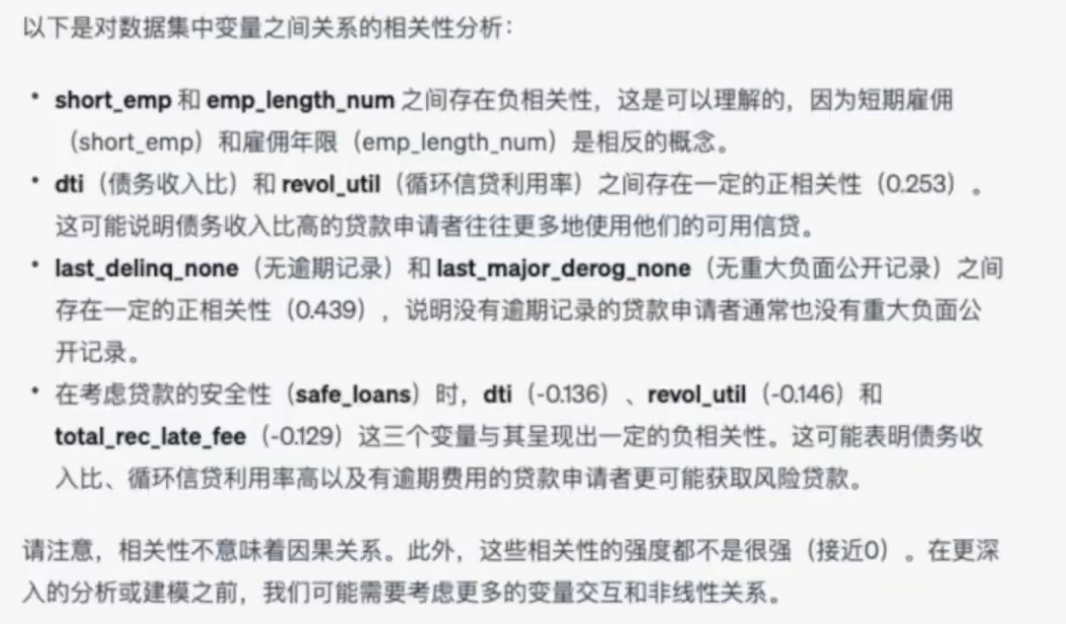 以下是对数据集中变量之间关系的相关性分析：
• short_emp 和 emp_length_num 之间存在负相关性，这是可以理解的，因为短期雇佣
（short_emp）和雇佣年限（emp_length_num）是相反的概念。
• dti（债务收入比）和 revol_util（循环信贷利用率）之间存在一定的正相关性（0.253）。
这可能说明债务收入比高的贷款申请者往往更多地使用他们的可用信贷。
• last_delinq_none（无逾期记录）和 last_major_derog_none（无重大负面公开记录）之间
存在一定的正相关性（0.439），说明没有逾期记录的贷款申请者通常也没有重大负面公
开记录。
• 在考虑贷款的安全性（safe_loans）时，dti（-0.136）、revol_util（-0.146）和
total_rec_late_fee（-0.129）这三个变量与其呈现出一定的负相关性。这可能表明债务收
入比、循环信贷利用率高以及有逾期费用的贷款申请者更可能获取风险贷款。
请注意，相关性不意味着因果关系。此外，这些相关性的强度都不是很强（接近0）。在更深
入的分析或建模之前，我们可能需要考虑更多的变量交互和非线性关系。